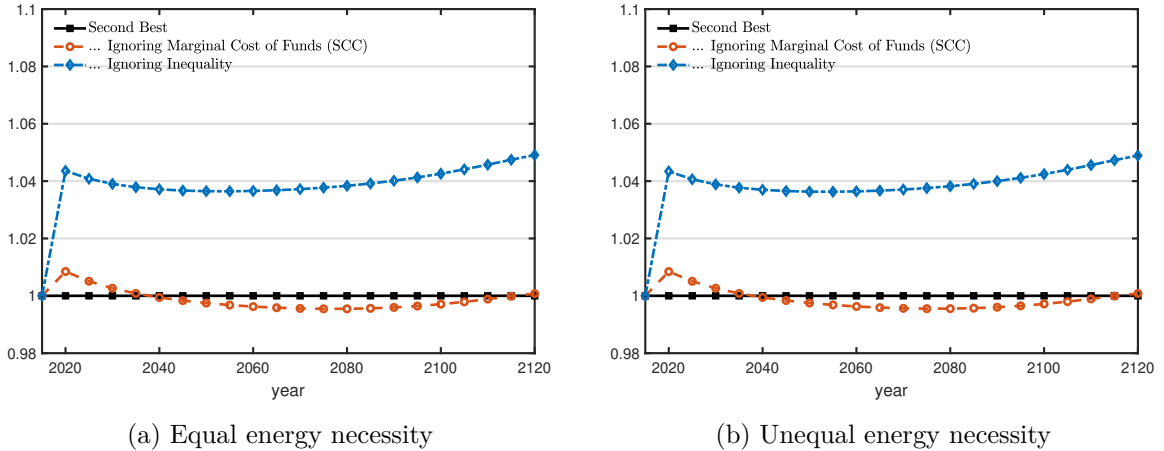 1.1
Second Best
... Ignoring Marginal Cost of Funds (SCC)
... Ignoring Inequality
1.08
1.06
1.04
1.02
1
0.98
2020 2040 2060 2080 2100 2120
year
(a) Equal energy necessity
1.1
Second Best
... Ignoring Marginal Cost of Funds (SCC)
... Ignoring Inequality
1.08
1.06
1.04
1.02
1
0.98
2020 2040 2060 2080 2100 2120
year
(b) Unequal energy necessity